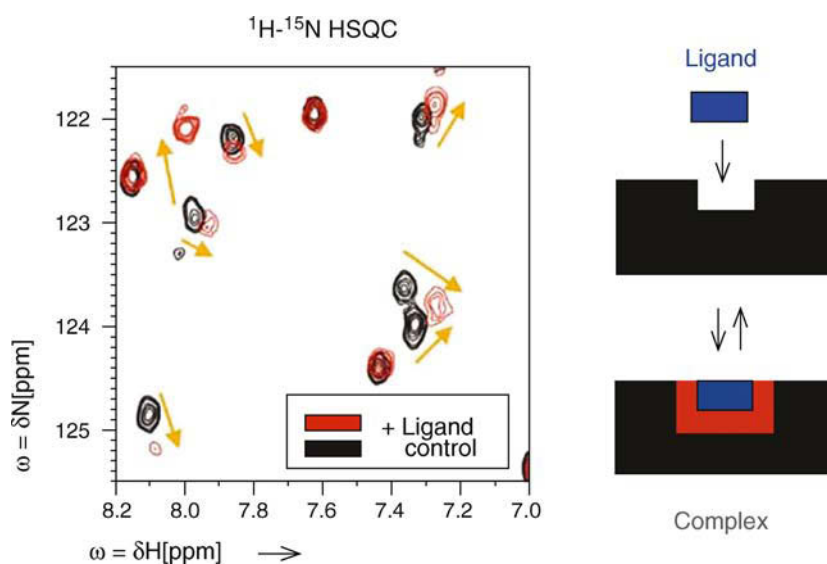 ¹H-¹⁵N HSQC
Ligand
122
123
124
125
ω = δN[ppm]
+ Ligand
control
8.2 8.0 7.8 7.6 7.4 7.2 7.0
ω = δH[ppm] →
Complex